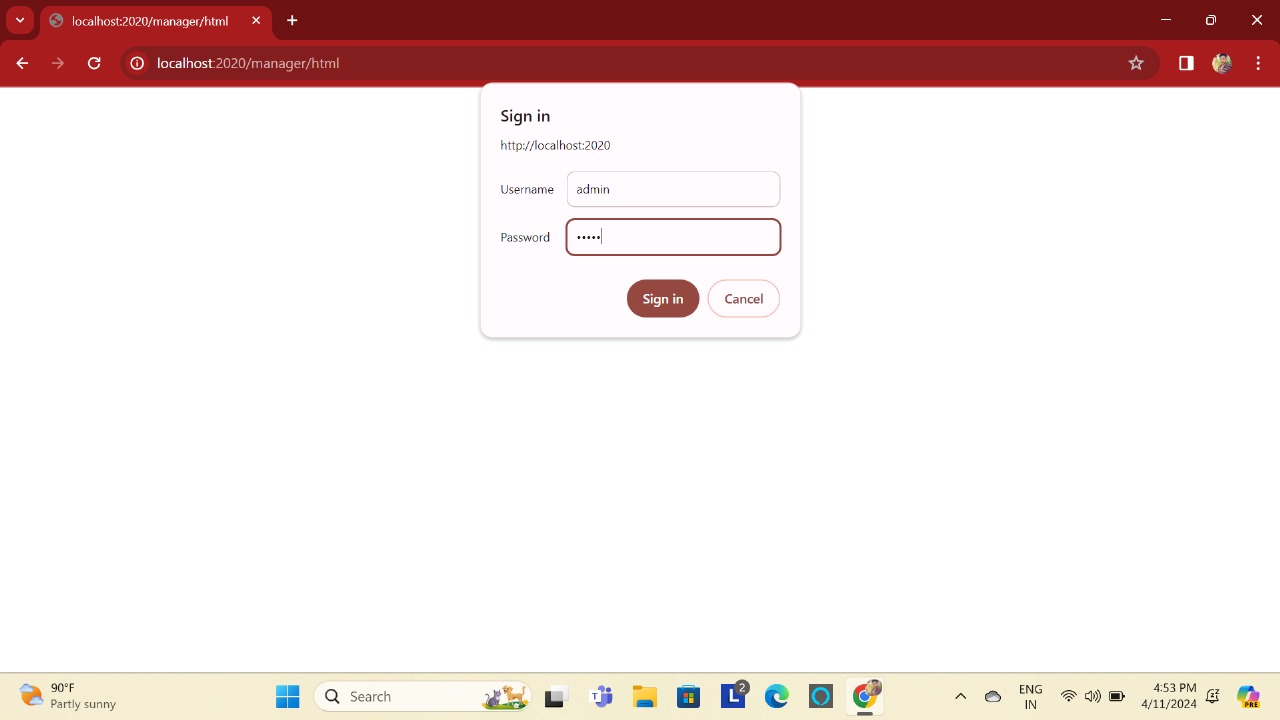 localhost:2020/manager/html
localhost:2020/manager/html
Sign in
http://localhost:2020
Username admin
Password •••••
Sign in Cancel
90°F
Partly sunny
Search
2
ENG
IN
4:53 PM
4/11/2024
PRE